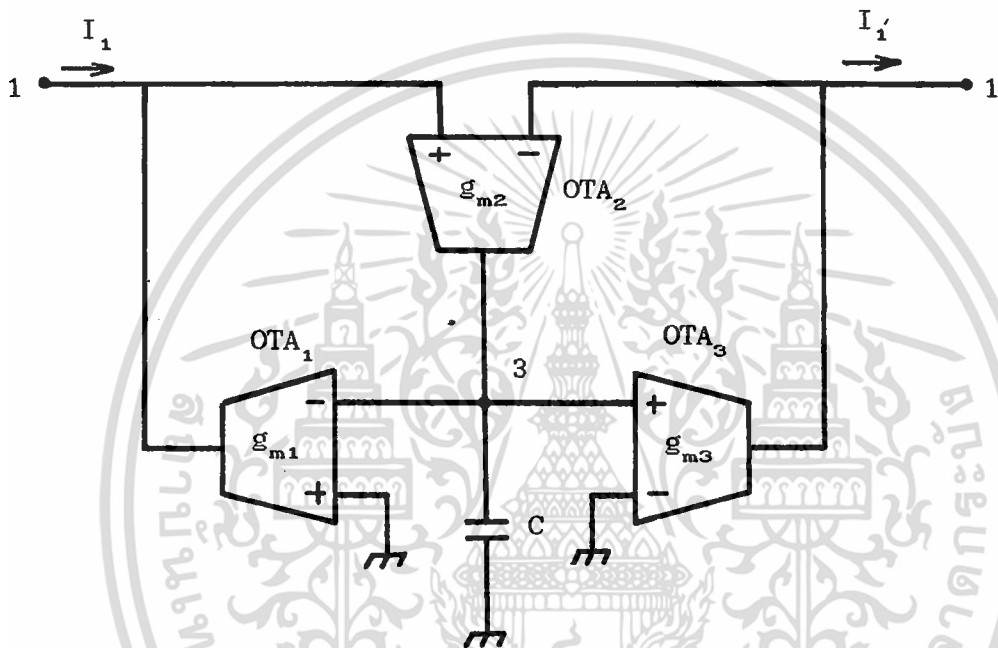 I₁
I₁′
1
1
+ −
gₘ₂
OTA₂
OTA₁
3
OTA₃
−
gₘ₁
+
+
gₘ₃
−
C